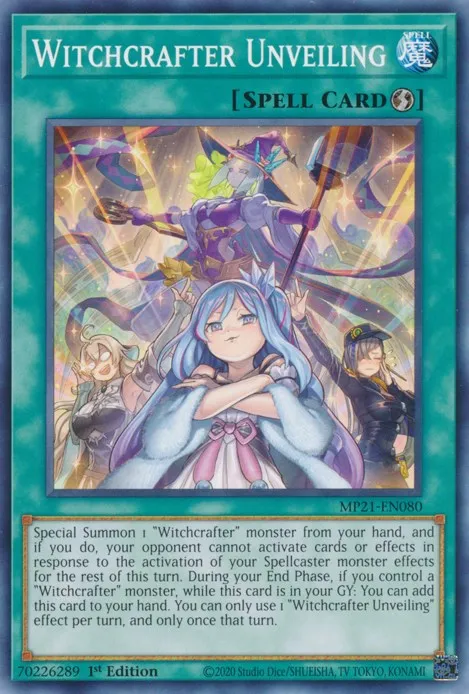 WITCHCRAFTER UNVEILING
SPELL
魔
[SPELL CARD]
MP21-EN080
Special Summon 1 "Witchcrafter" monster from your hand, and
if you do, your opponent cannot activate cards or effects in
response to the activation of your Spellcaster monster effects
for the rest of this turn. During your End Phase, if you control a
"Witchcrafter" monster, while this card is in your GY: You can add
this card to your hand. You can only use 1 "Witchcrafter Unveiling"
effect per turn, and only once that turn.
70226289 1st Edition ©2020 Studio Dice/SHUEISHA, TV TOKYO, KONAMI